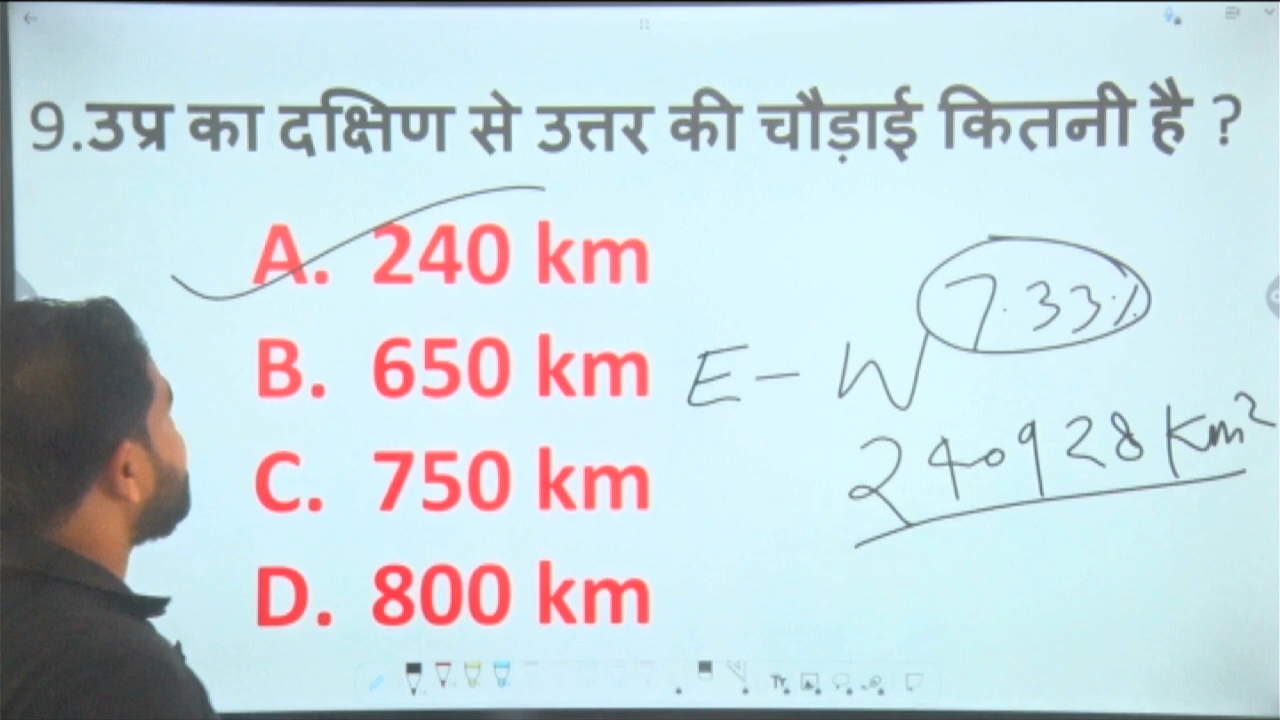 9.उप्र का दक्षिण से उत्तर की चौड़ाई कितनी है ?
A. 240 km
B. 650 km
C. 750 km
D. 800 km
7.33%
E - W
240928 Km²